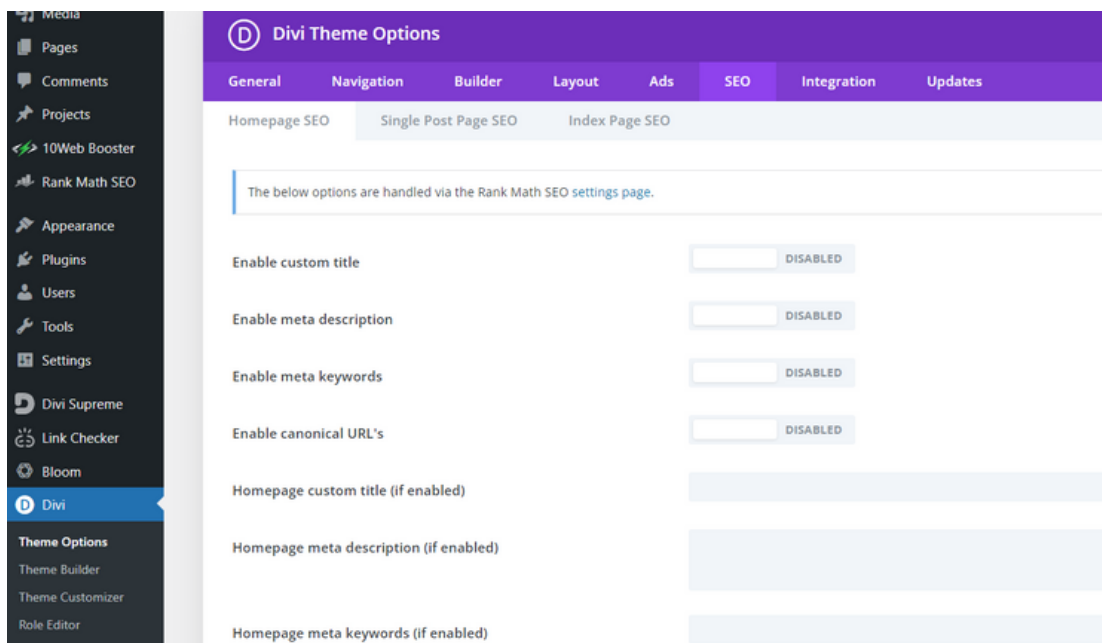 Media
Pages
Comments
Projects
10Web Booster
Rank Math SEO
Appearance
Plugins
Users
Tools
Settings
Divi Supreme
Link Checker
Bloom
D Divi
Theme Options
Theme Builder
Theme Customizer
Role Editor
D Divi Theme Options
General Navigation Builder Layout Ads SEO Integration Updates
Homepage SEO Single Post Page SEO Index Page SEO
The below options are handled via the Rank Math SEO settings page.
Enable custom title DISABLED
Enable meta description DISABLED
Enable meta keywords DISABLED
Enable canonical URL's DISABLED
Homepage custom title (if enabled)
Homepage meta description (if enabled)
Homepage meta keywords (if enabled)